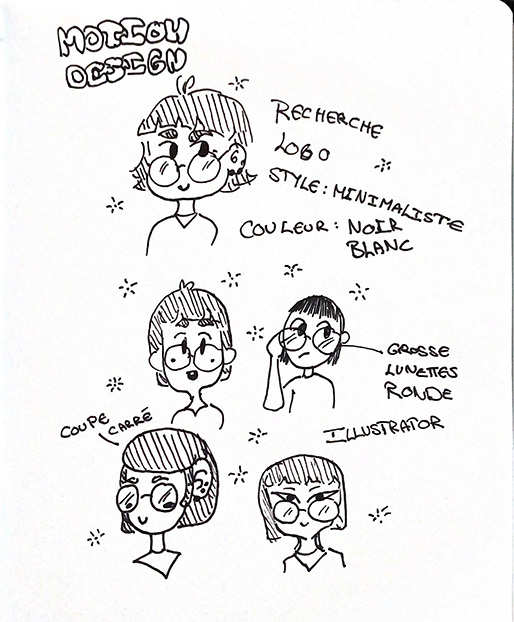 MOTION
DESIGN
RECHERCHE
LOGO
STYLE: MINIMALISTE
COULEUR: NOIR
BLANC
GROSSE
LUNETTES
RONDE
COUPE
CARRÉ
ILLUSTRATOR